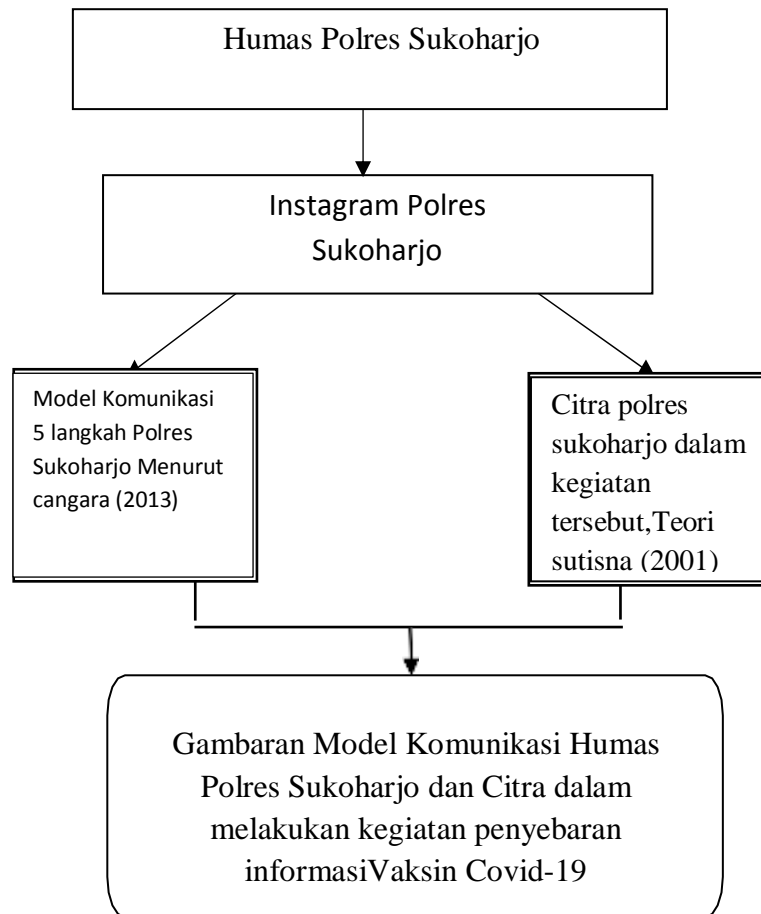 Humas Polres Sukoharjo
Instagram Polres
Sukoharjo
Model Komunikasi
5 langkah Polres
Sukoharjo Menurut
cangara (2013)
Citra polres
sukoharjo dalam
kegiatan
tersebut,Teori
sutisna (2001)
Gambaran Model Komunikasi Humas
Polres Sukoharjo dan Citra dalam
melakukan kegiatan penyebaran
informasiVaksin Covid-19